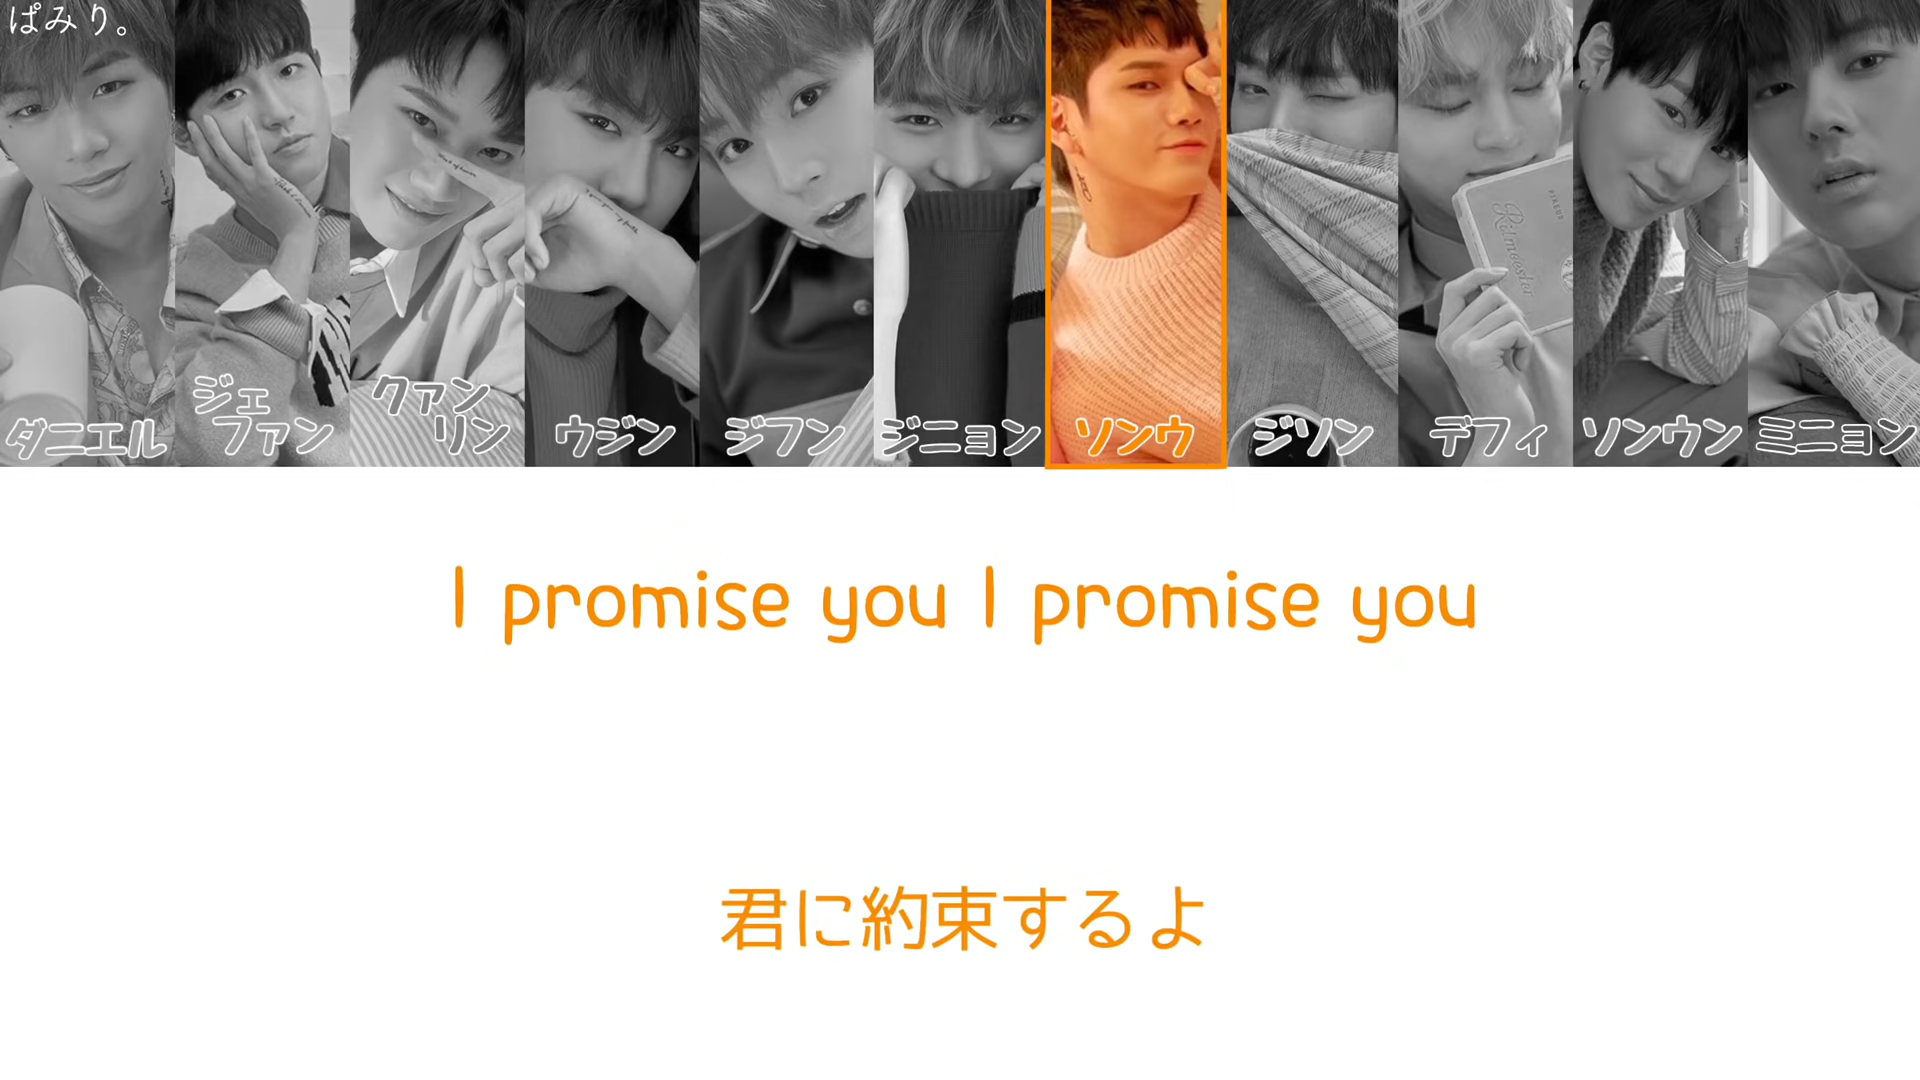 ぱみり。
ダニエル
ジェ
ファン
クァン
リン
ウジン
ジフン
ジニョン
ソンウ
ジソン
デフィ
ソンウン
ミニョン
I promise you I promise you
君に約束するよ